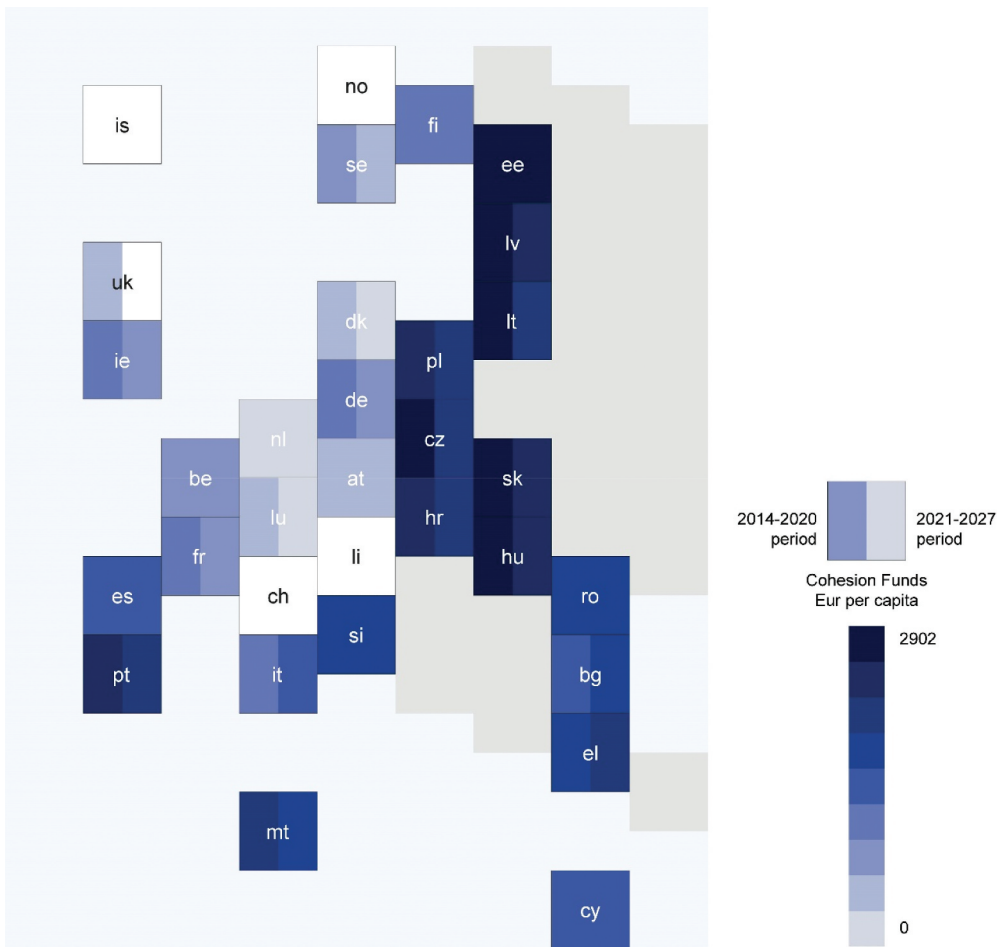 no
is
fi
se
ee
lv
uk
dk
lt
ie
pl
de
nl
cz
be
at
sk
lu
hr
fr
li
hu
es
ch
ro
si
pt
it
bg
el
mt
cy
2014-2020
period
2021-2027
period
Cohesion Funds
Eur per capita
2902
0